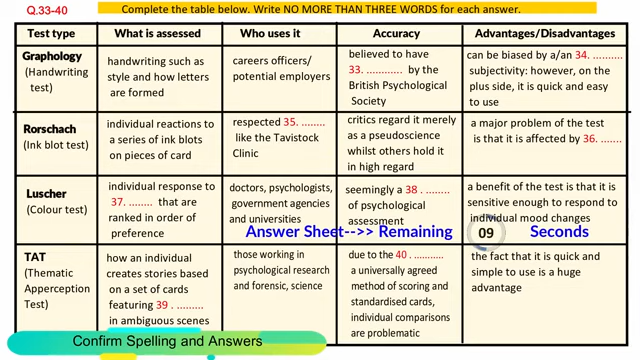 Q.33-40
Complete the table below. Write NO MORE THAN THREE WORDS for each answer.
Test type
What is assessed
Who uses it
Accuracy
Advantages/Disadvantages
Graphology
(Handwriting
test)
handwriting such as
style and how letters
are formed
careers officers/
potential employers
believed to have
33. ............ by the
British Psychological
Society
can be biased by a/an 34. ..........
subjectivity: however, on the
plus side, it is quick and easy
to use
Rorschach
(Ink blot test)
individual reactions to
a series of ink blots
on pieces of card
respected 35. ........
like the Tavistock
Clinic
critics regard it merely
as a pseudoscience
whilst others hold it
in high regard
a major problem of the test
is that it is affected by 36. .......
Luscher
(Colour test)
individual response to
37. ........ that are
ranked in order of
preference
doctors, psychologists,
government agencies
and universities
seemingly a 38 . ........
of psychological
assessment
a benefit of the test is that it is
sensitive enough to respond to
individual mood changes
Answer Sheet-->> Remaining 09 Seconds
TAT
(Thematic
Apperception
Test)
how an individual
creates stories based
on a set of cards
featuring 39 . .........
in ambiguous scenes
those working in
psychological research
and forensic, science
due to the 40 . ...........
a universally agreed
method of scoring and
standardised cards,
individual comparisons
are problematic
the fact that it is quick and
simple to use is a huge
advantage
Confirm Spelling and Answers